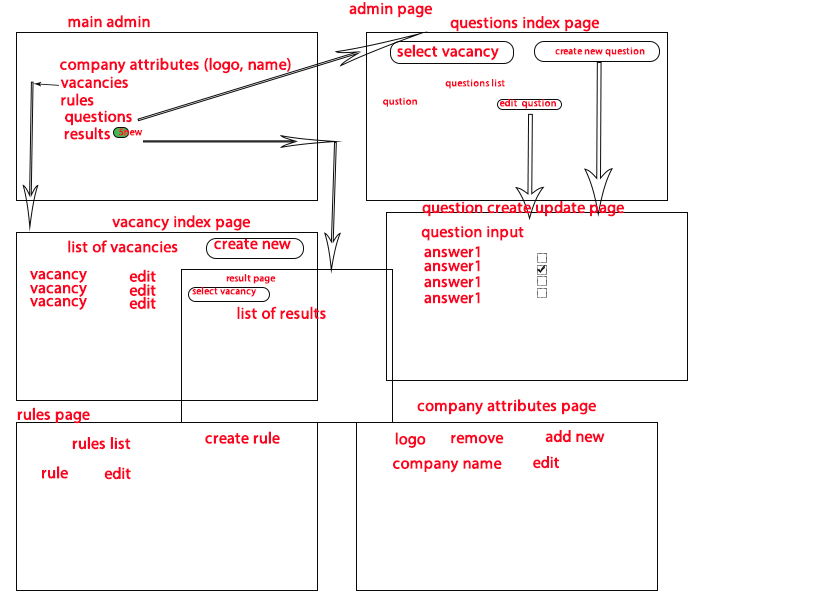 admin page
main admin
company attributes (logo, name)
vacancies
rules
questions
results 5new
questions index page
select vacancy
create new question
questions list
qustion
edit qustion
vacancy index page
list of vacancies
create new
vacancy edit
vacancy edit
vacancy edit
result page
select vacancy
list of results
question create update page
question input
answer1
answer1
answer1
answer1
rules page
rules list
create rule
rule edit
company attributes page
logo remove add new
company name edit